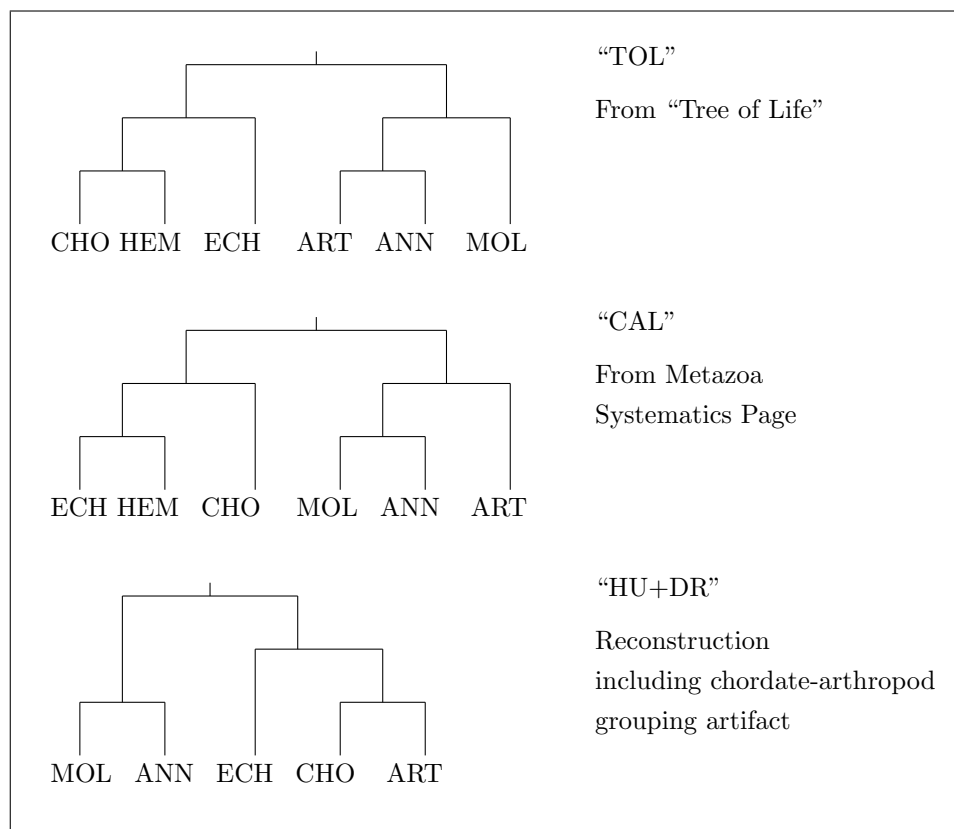 “TOL”
From “Tree of Life”
CHO HEM ECH ART ANN MOL
“CAL”
From Metazoa
Systematics Page
ECH HEM CHO MOL ANN ART
“HU+DR”
Reconstruction
including chordate-arthropod
grouping artifact
MOL ANN ECH CHO ART